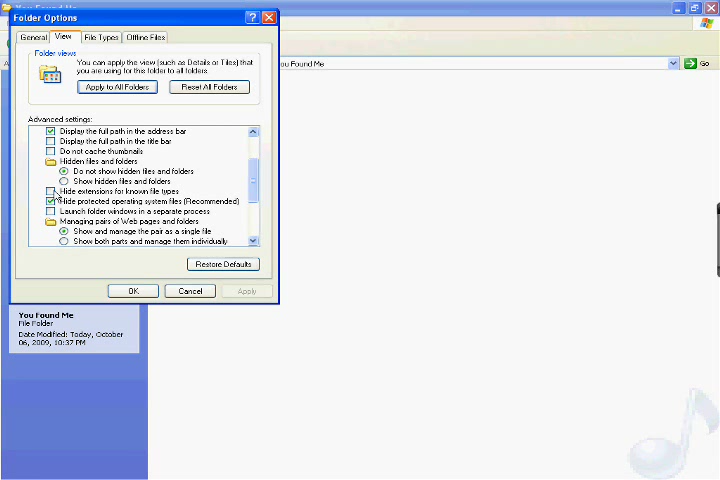 You Found Me
Folder Options
General
View
File Types
Offline Files
Folder views
You can apply the view (such as Details or Tiles) that
you are using for this folder to all folders.
Apply to All Folders
Reset All Folders
Advanced settings:
Display the full path in the address bar
Display the full path in the title bar
Do not cache thumbnails
Hidden files and folders
Do not show hidden files and folders
Show hidden files and folders
Hide extensions for known file types
Hide protected operating system files (Recommended)
Launch folder windows in a separate process
Managing pairs of Web pages and folders
Show and manage the pair as a single file
Show both parts and manage them individually
Restore Defaults
OK
Cancel
Apply
ou Found Me
Go
You Found Me
File Folder
Date Modified: Today, October
06, 2009, 10:37 PM